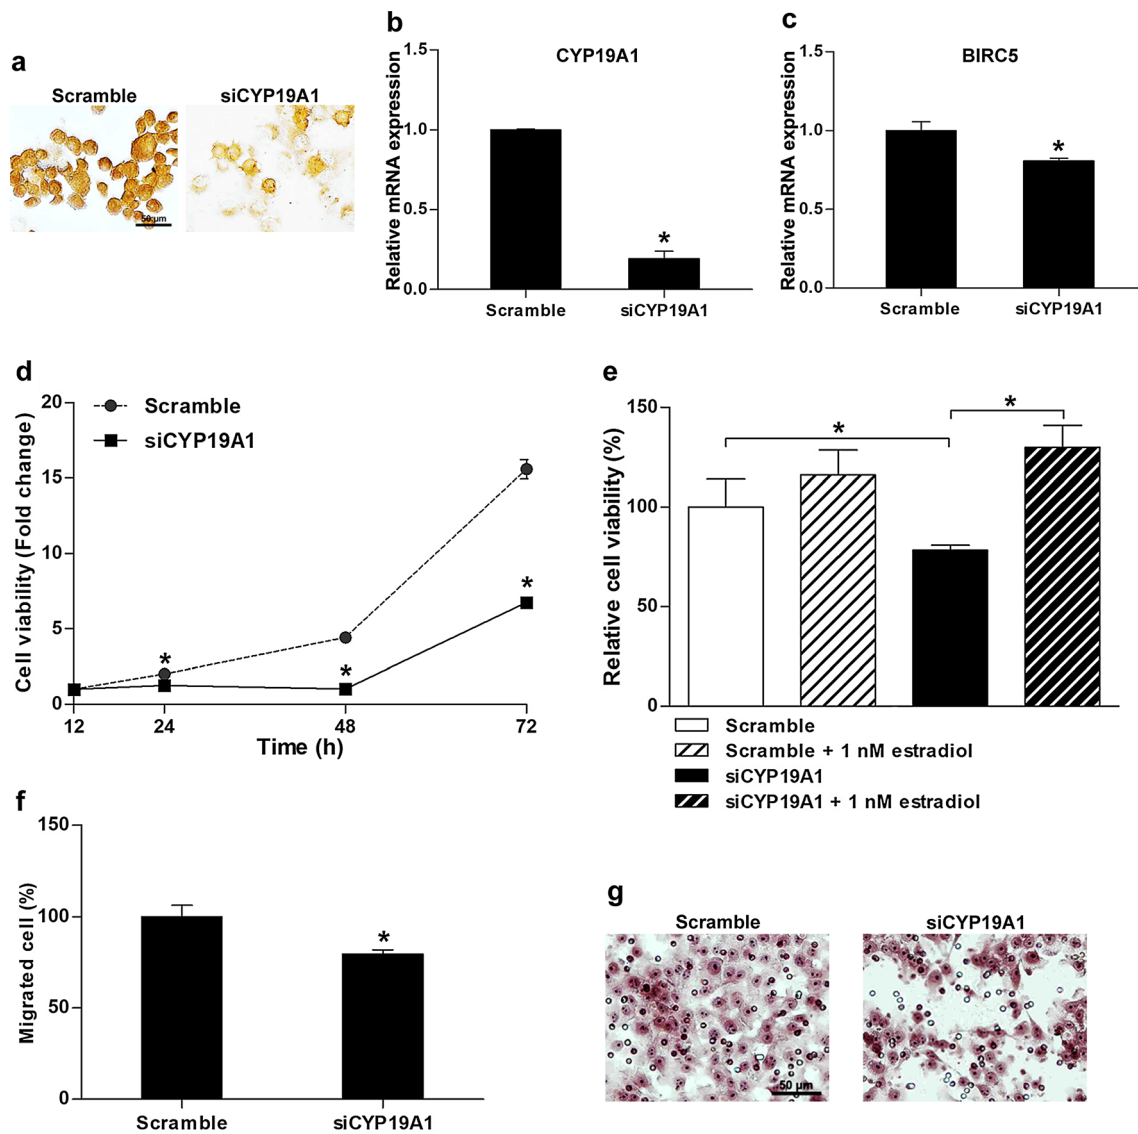 a
Scramble
siCYP19A1
50 µm
b
CYP19A1
Relative mRNA expression
1.5
1.0
0.5
0.0
*
Scramble
siCYP19A1
c
BIRC5
Relative mRNA expression
1.5
1.0
0.5
0.0
*
Scramble
siCYP19A1
d
Cell viability (Fold change)
20
15
10
5
0
Scramble
siCYP19A1
*
*
*
12
24
48
72
Time (h)
e
Relative cell viability (%)
150
100
50
0
*
*
Scramble
Scramble + 1 nM estradiol
siCYP19A1
siCYP19A1 + 1 nM estradiol
f
Migrated cell (%)
150
100
50
0
*
Scramble
siCYP19A1
g
Scramble
siCYP19A1
50 µm